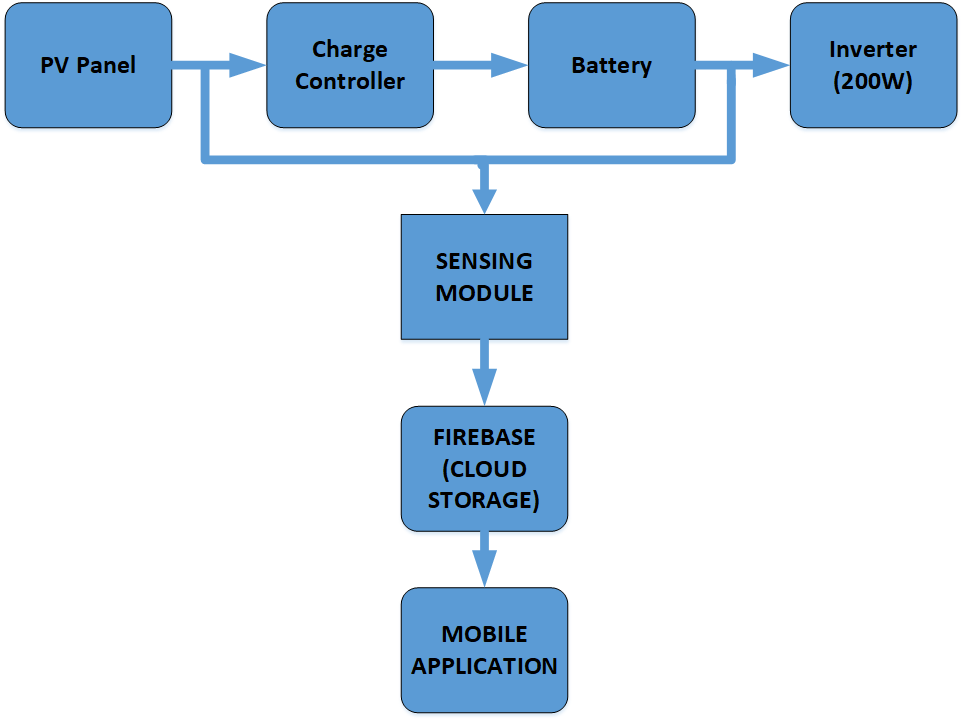 PV Panel
Charge
Controller
Battery
Inverter
(200W)
SENSING
MODULE
FIREBASE
(CLOUD
STORAGE)
MOBILE
APPLICATION